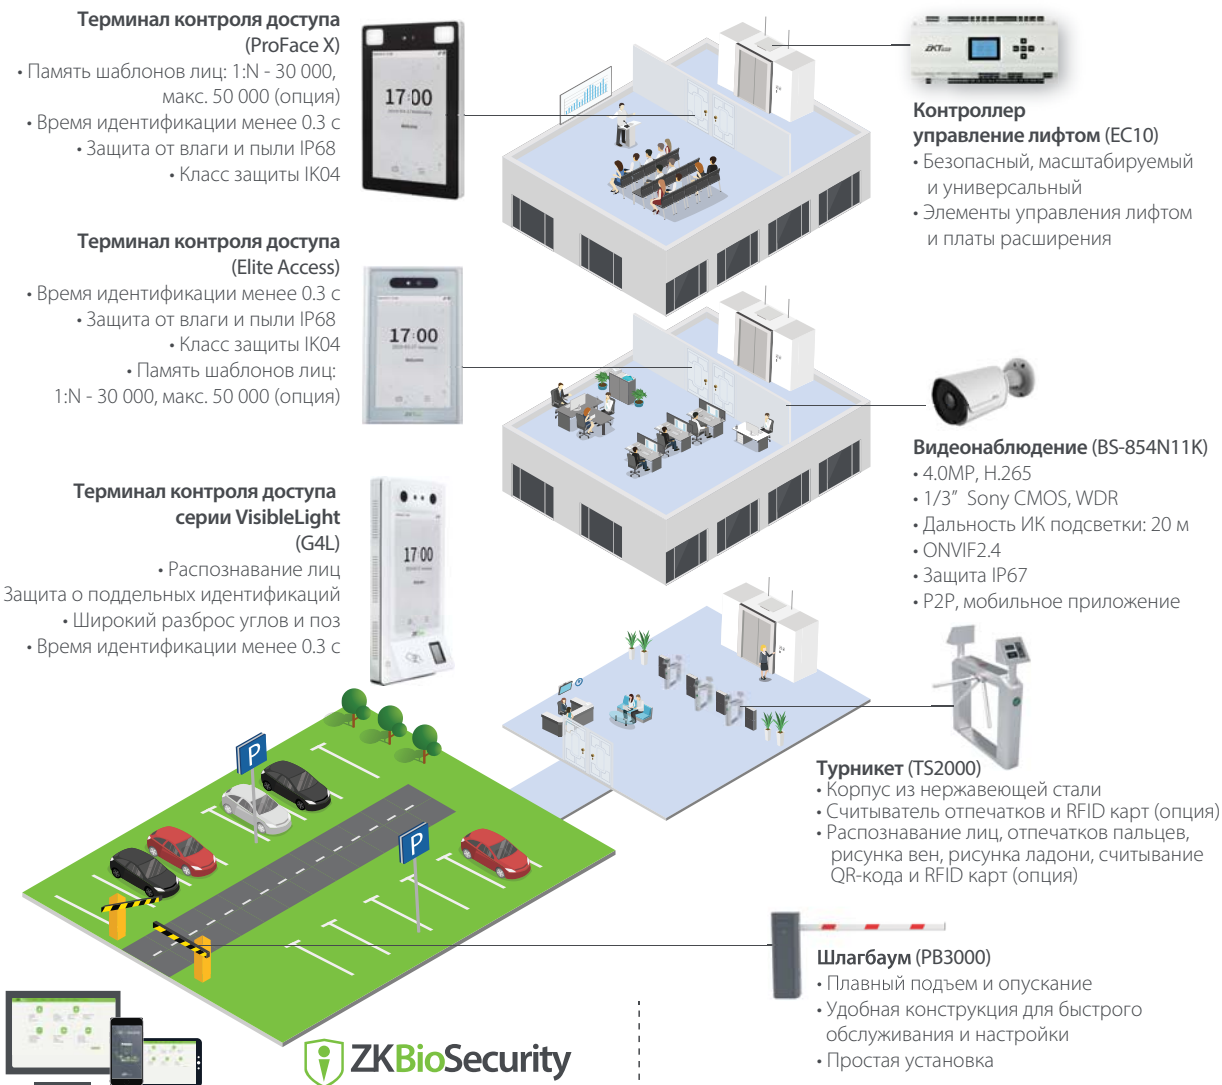 Терминал контроля доступа
(ProFace X)
• Память шаблонов лиц: 1:N - 30 000,
макс. 50 000 (опция)
• Время идентификации менее 0.3 с
• Защита от влаги и пыли IP68
• Класс защиты IK04
17:00
Терминал контроля доступа
(Elite Access)
• Время идентификации менее 0.3 с
• Защита от влаги и пыли IP68
• Класс защиты IK04
• Память шаблонов лиц:
1:N - 30 000, макс. 50 000 (опция)
17:00
Терминал контроля доступа
серии VisibleLight
(G4L)
• Распознавание лиц
Защита о поддельных идентификаций
• Широкий разброс углов и поз
• Время идентификации менее 0.3 с
17:00
Контроллер
управление лифтом (EC10)
• Безопасный, масштабируемый
и универсальный
• Элементы управления лифтом
и платы расширения
Видеонаблюдение (BS-854N11K)
• 4.0MP, H.265
• 1/3” Sony CMOS, WDR
• Дальность ИК подсветки: 20 м
• ONVIF2.4
• Защита IP67
• P2P, мобильное приложение
Турникет (TS2000)
• Корпус из нержавеющей стали
• Считыватель отпечатков и RFID карт (опция)
• Распознавание лиц, отпечатков пальцев,
рисунка вен, рисунка ладони, считывание
QR-кода и RFID карт (опция)
P
P
Шлагбаум (PB3000)
• Плавный подъем и опускание
• Удобная конструкция для быстрого
обслуживания и настройки
• Простая установка
ZKBioSecurity